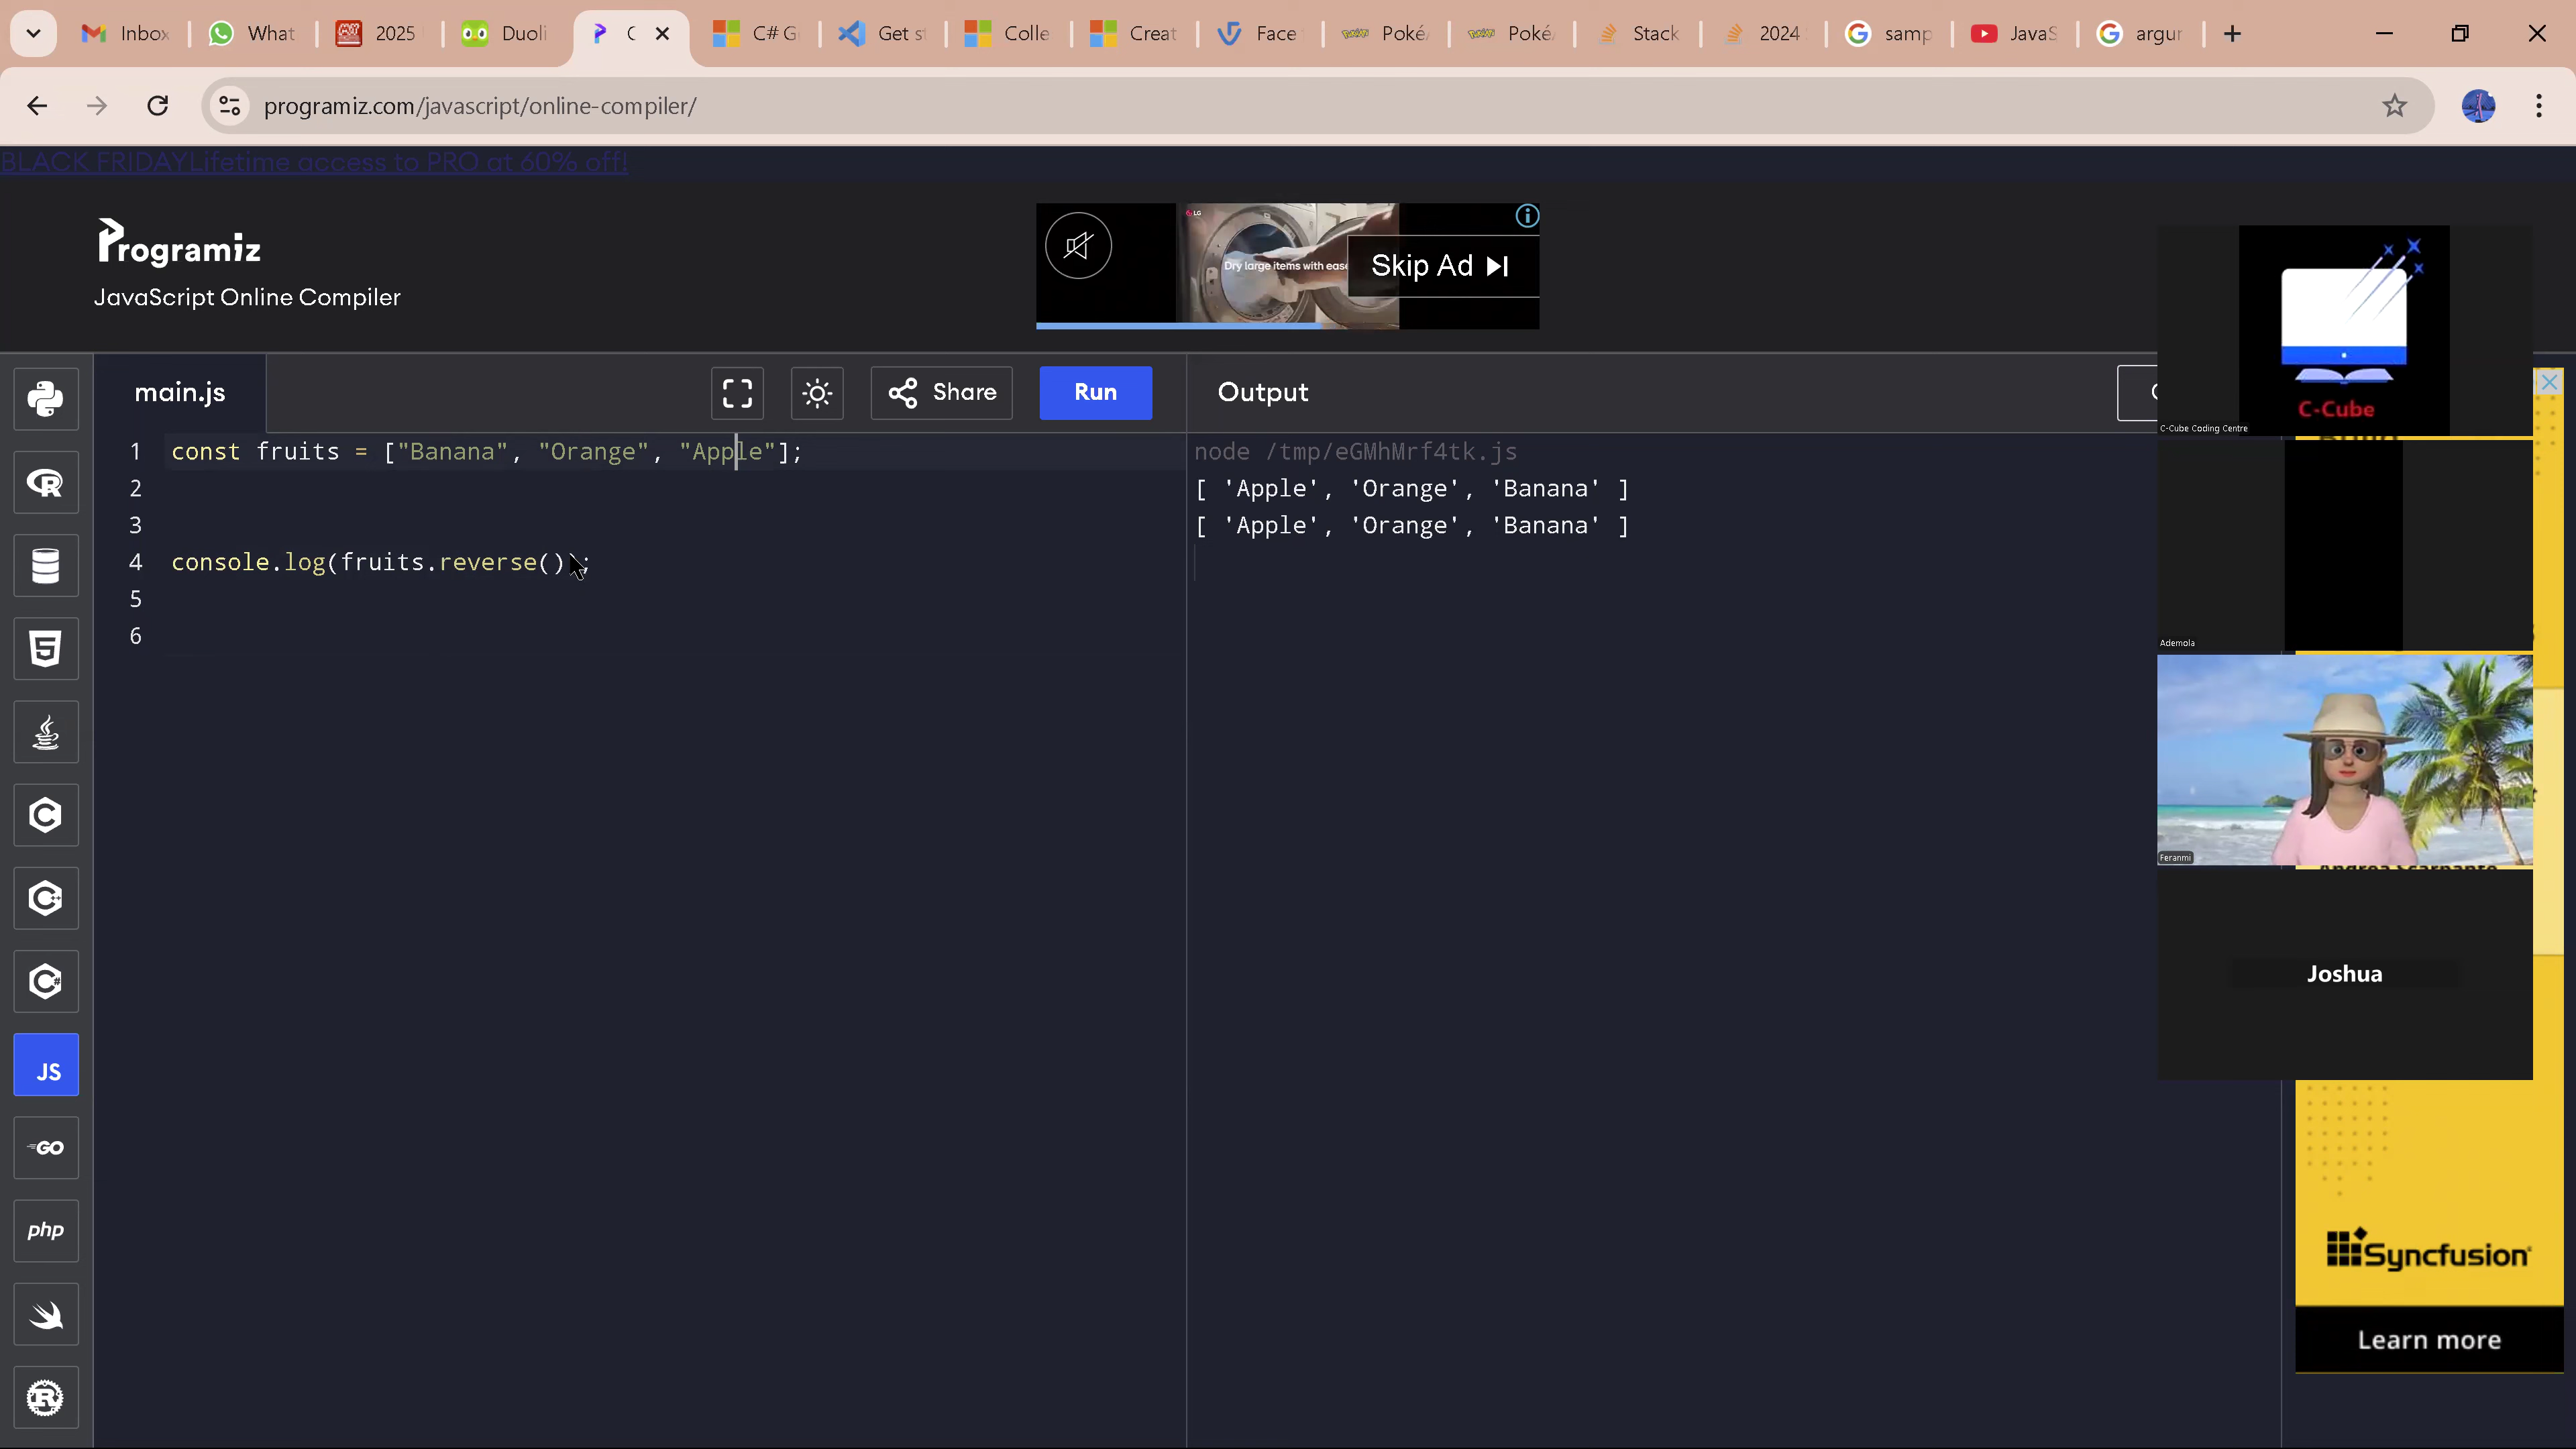 Inbox
What
2025
Duoli
C
C# G
Get s
Colle
Creat
Face
Poké
Poké
Stack
2024
samp
JavaS
argur
programiz.com/javascript/online-compiler/
BLACK FRIDAYLifetime access to PRO at 60% off!
Programiz
JavaScript Online Compiler
LG
Dry large items with ease
Skip Ad
C-Cube
C-Cube Coding Centre
main.js
Share
Run
Output
1 const fruits = ["Banana", "Orange", "Apple"];
2
3
4 console.log(fruits.reverse());
5
6
node /tmp/eGMhMrf4tk.js
[ 'Apple', 'Orange', 'Banana' ]
[ 'Apple', 'Orange', 'Banana' ]
Ademola
Feranmi
Joshua
JS
GO
php
Syncfusion
Learn more